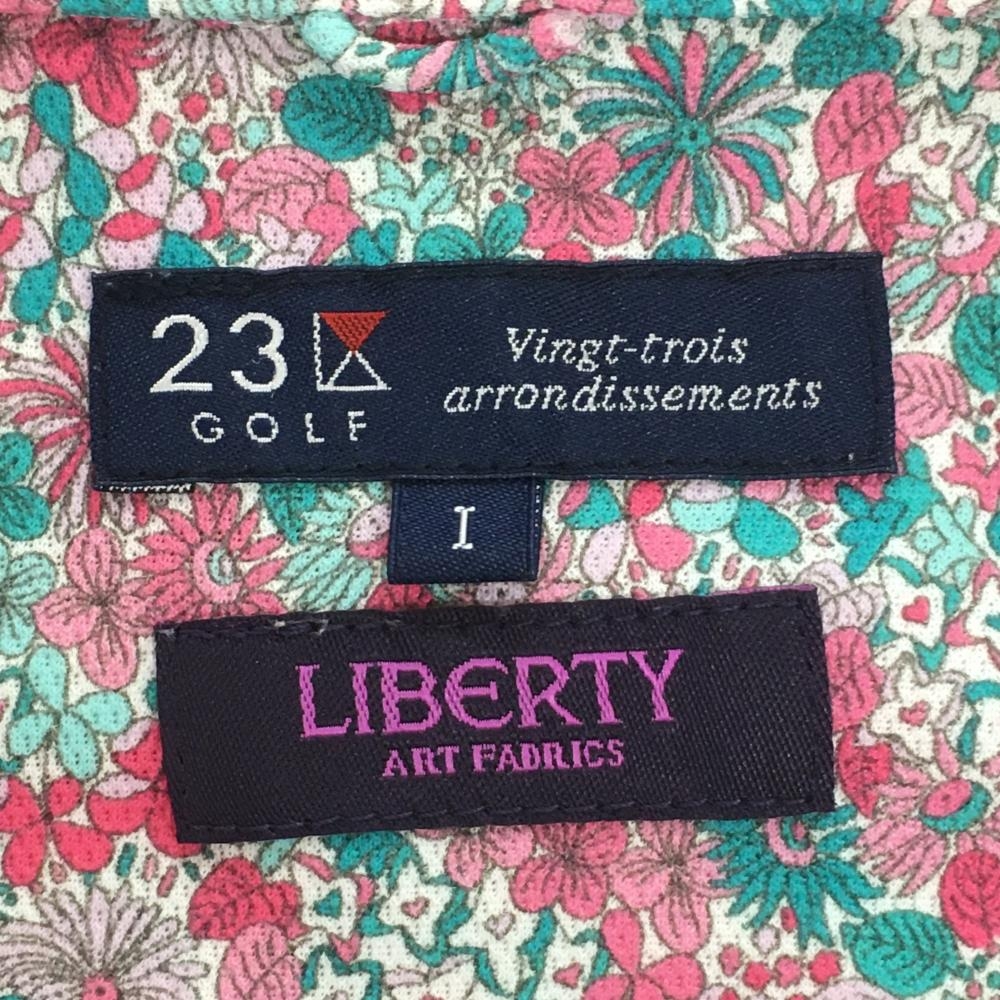 23
GOLF
Vingt-trois
arrondissements
I
LIBERTY
ART FABRICS